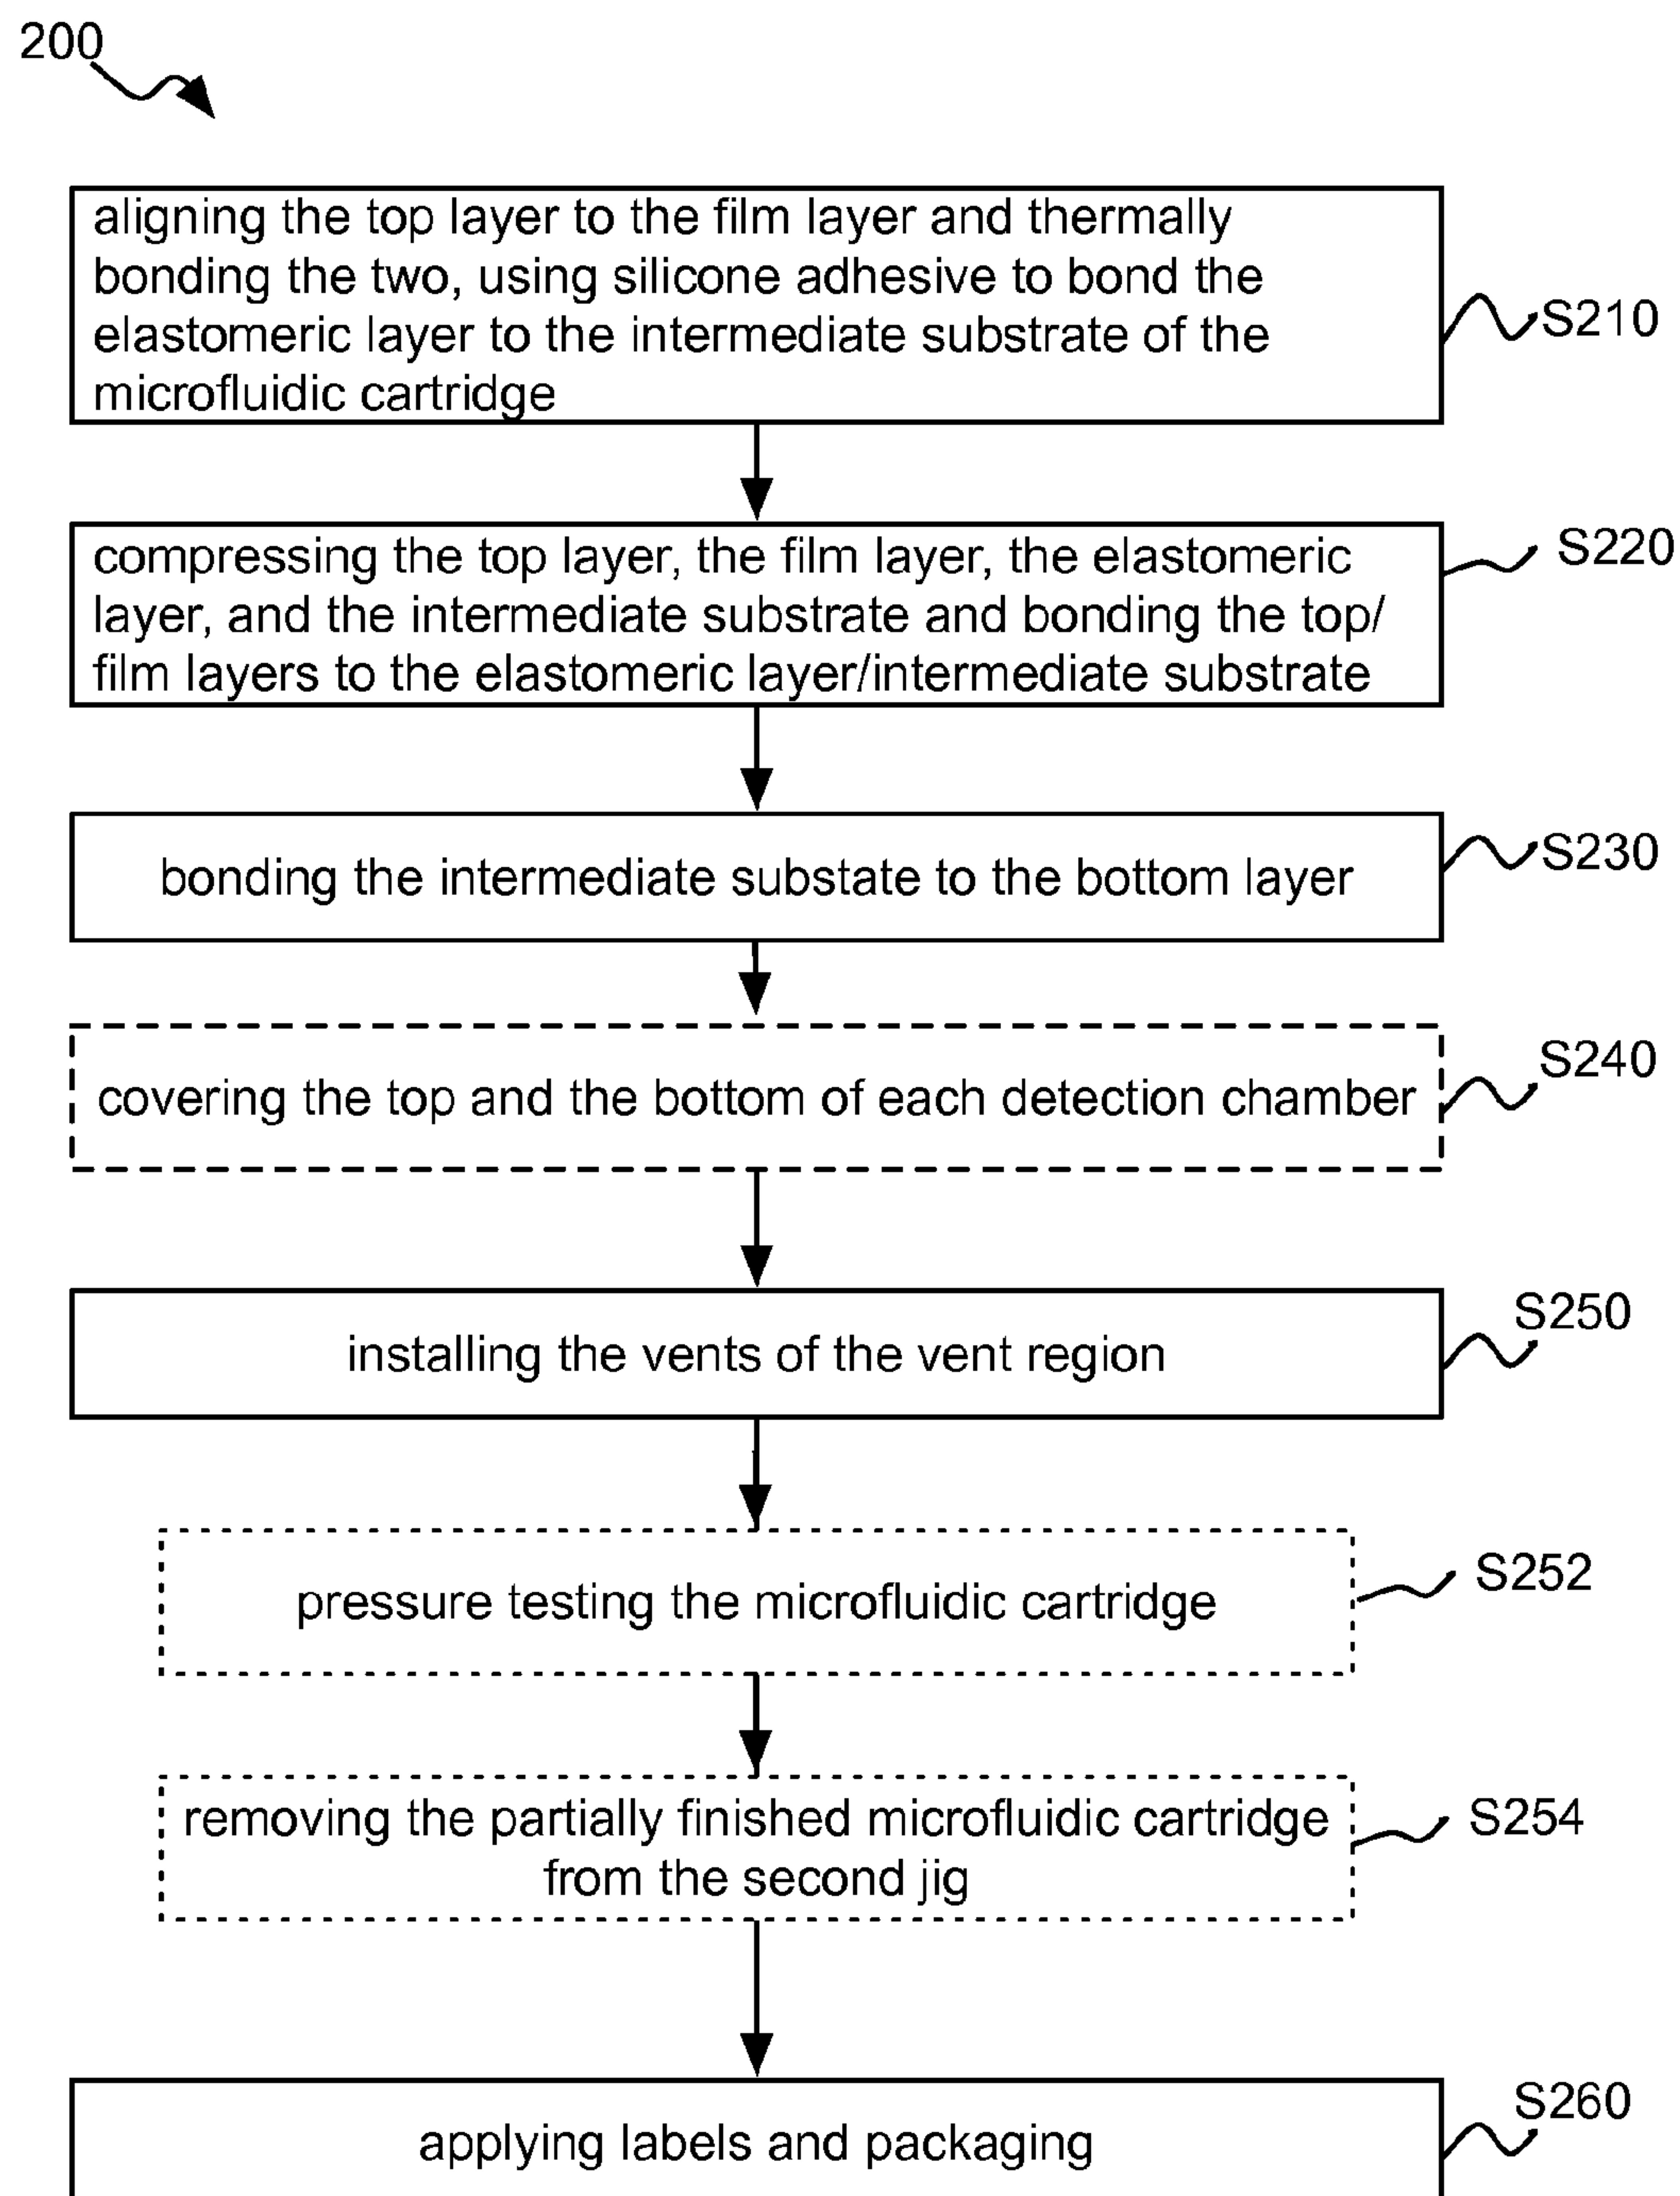 200
aligning the top layer to the film layer and thermally
bonding the two, using silicone adhesive to bond the
elastomeric layer to the intermediate substrate of the
microfluidic cartridge
S210
compressing the top layer, the film layer, the elastomeric
layer, and the intermediate substrate and bonding the top/
film layers to the elastomeric layer/intermediate substrate
S220
bonding the intermediate substate to the bottom layer
S230
covering the top and the bottom of each detection chamber
S240
installing the vents of the vent region
S250
pressure testing the microfluidic cartridge
S252
removing the partially finished microfluidic cartridge
from the second jig
S254
applying labels and packaging
S260